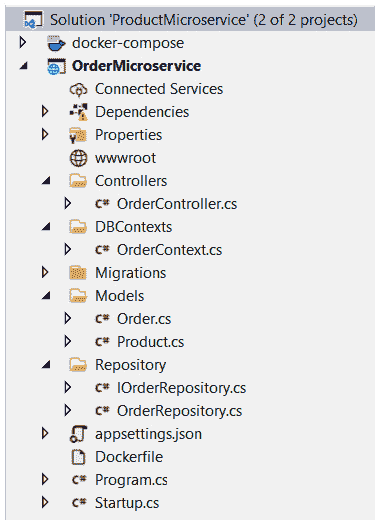 Solution 'ProductMicroservice' (2 of 2 projects)
docker-compose
OrderMicroservice
Connected Services
Dependencies
Properties
wwwroot
Controllers
C# OrderController.cs
DBContexts
C# OrderContext.cs
Migrations
Models
C# Order.cs
C# Product.cs
Repository
C# IOrderRepository.cs
C# OrderRepository.cs
appsettings.json
Dockerfile
C# Program.cs
C# Startup.cs